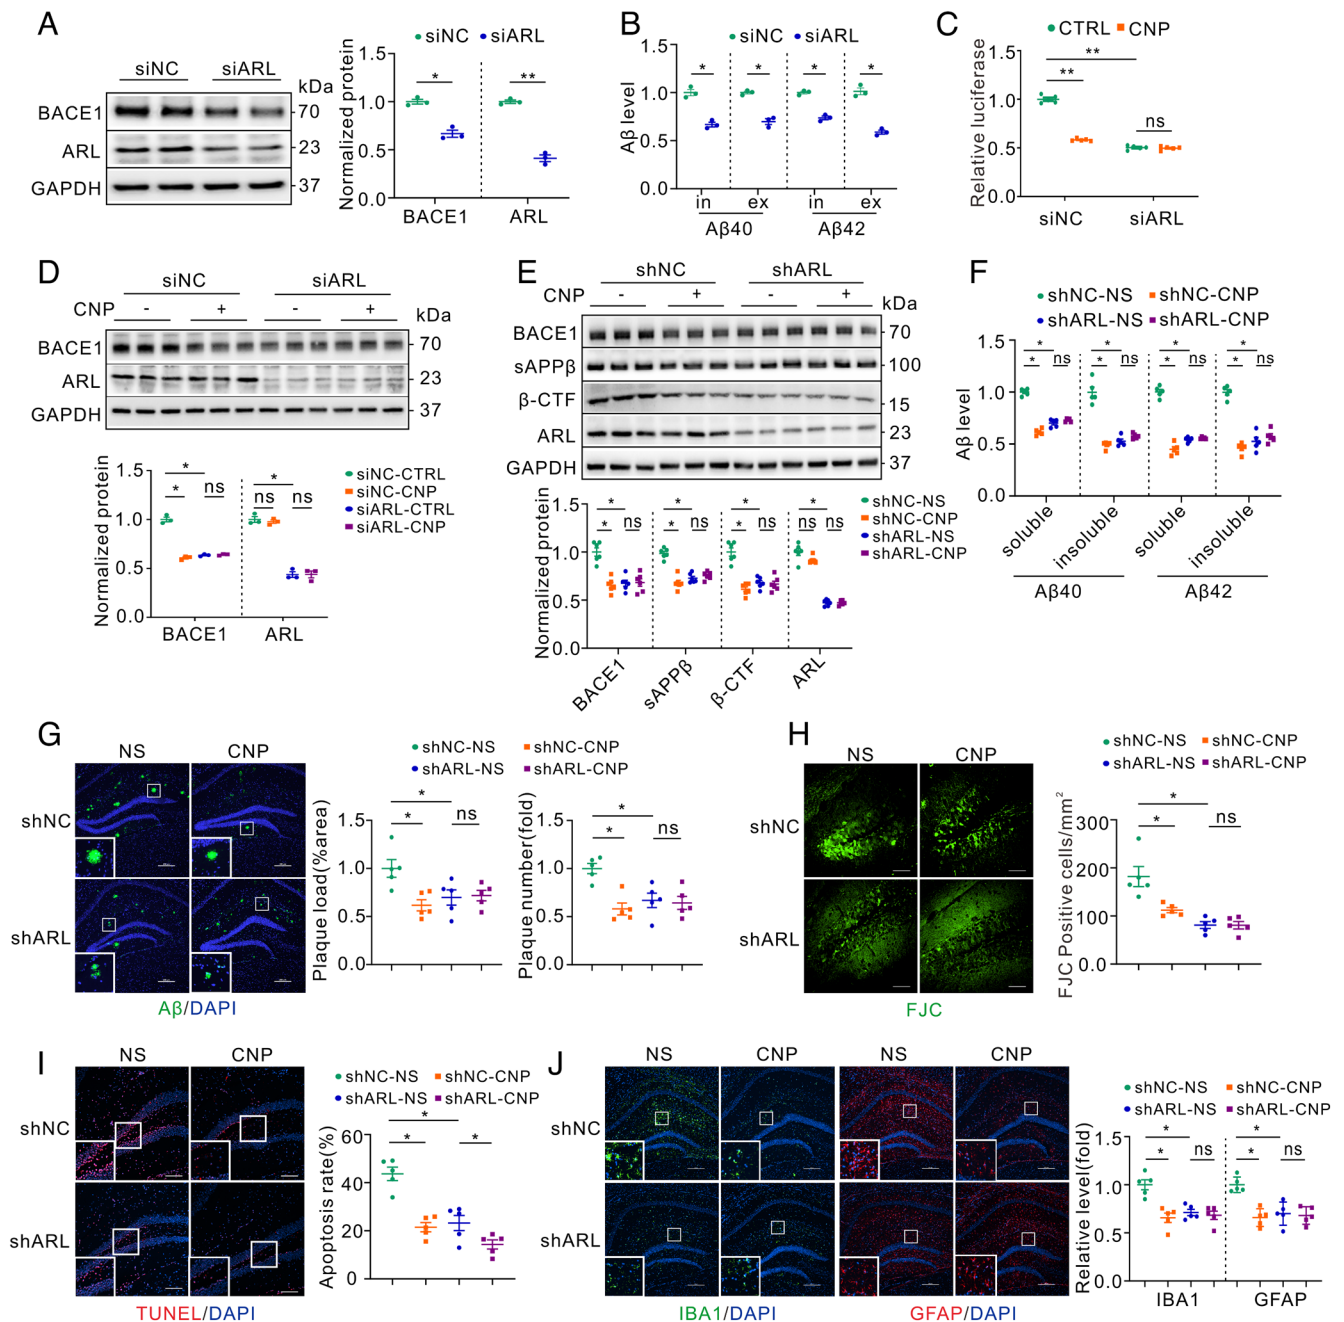 A
siNC siARL
kDa
BACE1
70
ARL
23
GAPDH
37
siNC siARL
Normalized protein
1.5
1.0
0.5
0.0
* **
BACE1 ARL
B
siNC siARL
Aβ level
1.5
1.0
0.5
0.0
* * * *
in ex in ex
Aβ40 Aβ42
C
CTRL CNP
Relative luciferase
1.5
1.0
0.5
0.0
**
**
ns
siNC siARL
D
siNC siARL
CNP - + - +
kDa
BACE1 70
ARL 23
GAPDH 37
Normalized protein
1.5
1.0
0.5
0.0
* *
* ns ns ns
BACE1 ARL
siNC-CTRL
siNC-CNP
siARL-CTRL
siARL-CNP
E
shNC shARL
CNP - + - +
kDa
BACE1 70
sAPPβ 100
β-CTF 15
ARL 23
GAPDH 37
Normalized protein
1.5
1.0
0.5
0.0
* * * *
* ns * ns * ns ns ns
BACE1
sAPPβ
β-CTF
ARL
shNC-NS
shNC-CNP
shARL-NS
shARL-CNP
F
shNC-NS shNC-CNP
shARL-NS shARL-CNP
Aβ level
1.5
1.0
0.5
0.0
* * * *
* ns * ns * ns * ns
soluble insoluble soluble insoluble
Aβ40 Aβ42
G
NS CNP
shNC
shARL
Aβ/DAPI
shNC-NS shNC-CNP
shARL-NS shARL-CNP
Plaque load(%area)
1.5
1.0
0.5
0.0
*
* ns
Plaque number(fold)
1.5
1.0
0.5
0.0
*
* ns
H
NS CNP
shNC
shARL
FJC
shNC-NS shNC-CNP
shARL-NS shARL-CNP
FJC Positive cells/mm²
300
200
100
0
*
* ns
I
NS CNP
shNC
shARL
TUNEL/DAPI
shNC-NS shNC-CNP
shARL-NS shARL-CNP
Apoptosis rate(%)
60
40
20
0
*
* *
J
NS CNP NS CNP
shNC
shARL
IBA1/DAPI GFAP/DAPI
shNC-NS shNC-CNP
shARL-NS shARL-CNP
Relative level(fold)
1.5
1.0
0.5
0.0
* *
* ns * ns
IBA1 GFAP